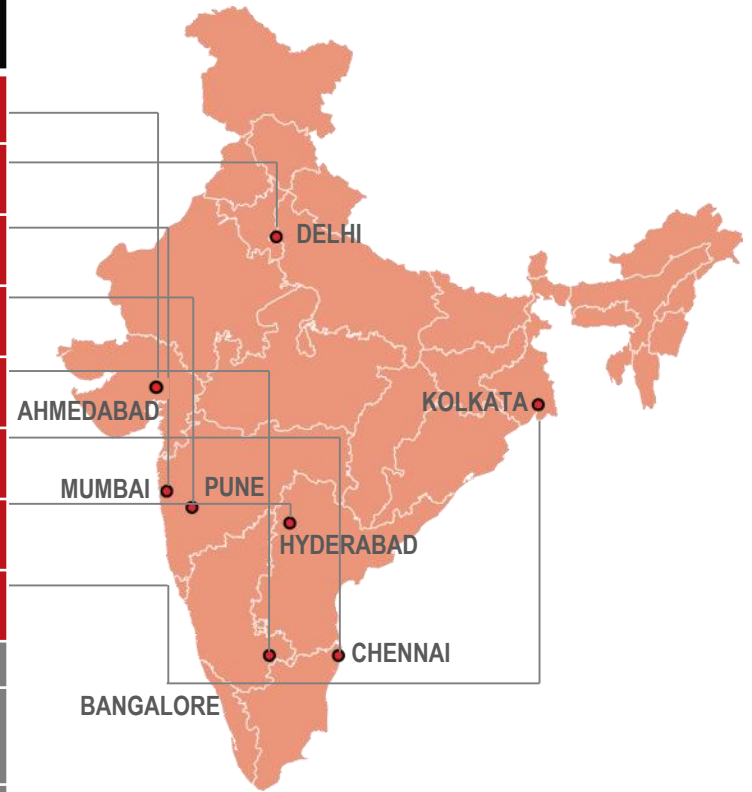 DELHI
AHMEDABAD
KOLKATA
MUMBAI
PUNE
HYDERABAD
CHENNAI
BANGALORE